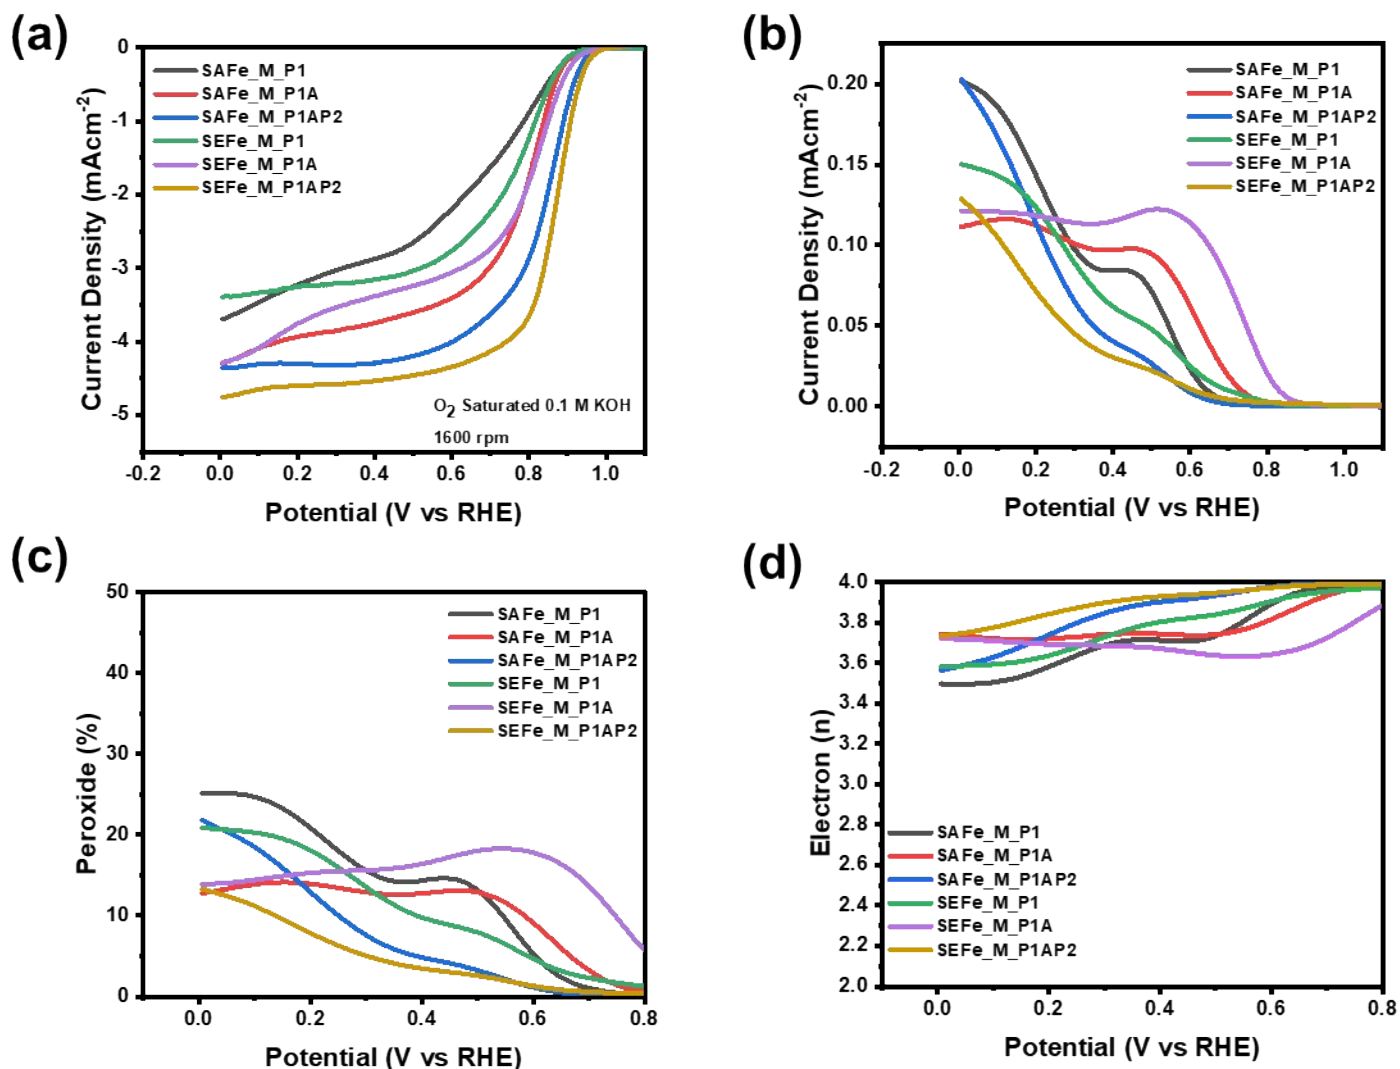 (a)
0
-1
-2
-3
-4
-5
Current Density (mAcm-2)
SAFe_M_P1
SAFe_M_P1A
SAFe_M_P1AP2
SEFe_M_P1
SEFe_M_P1A
SEFe_M_P1AP2
O2 Saturated 0.1 M KOH
1600 rpm
-0.2 0.0 0.2 0.4 0.6 0.8 1.0
Potential (V vs RHE)
(b)
0.20
0.15
0.10
0.05
0.00
Current Density (mAcm-2)
SAFe_M_P1
SAFe_M_P1A
SAFe_M_P1AP2
SEFe_M_P1
SEFe_M_P1A
SEFe_M_P1AP2
-0.2 0.0 0.2 0.4 0.6 0.8 1.0
Potential (V vs RHE)
(c)
50
40
30
20
10
0
Peroxide (%)
SAFe_M_P1
SAFe_M_P1A
SAFe_M_P1AP2
SEFe_M_P1
SEFe_M_P1A
SEFe_M_P1AP2
0.0 0.2 0.4 0.6 0.8
Potential (V vs RHE)
(d)
4.0
3.8
3.6
3.4
3.2
3.0
2.8
2.6
2.4
2.2
2.0
Electron (n)
SAFe_M_P1
SAFe_M_P1A
SAFe_M_P1AP2
SEFe_M_P1
SEFe_M_P1A
SEFe_M_P1AP2
0.0 0.2 0.4 0.6 0.8
Potential (V vs RHE)